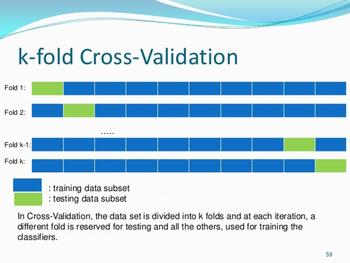 k-fold Cross-Validation
Fold 1:
Fold 2:
.....
Fold k-1:
Fold k:
: training data subset
: testing data subset
In Cross-Validation, the data set is divided into k folds and at each iteration, a
different fold is reserved for testing and all the others, used for training the
classifiers.
59